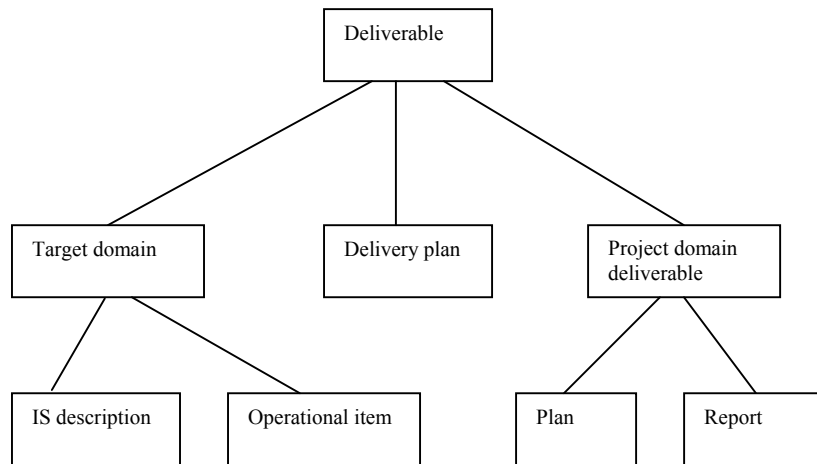 Deliverable
Target domain
Delivery plan
Project domain
deliverable
IS description
Operational item
Plan
Report